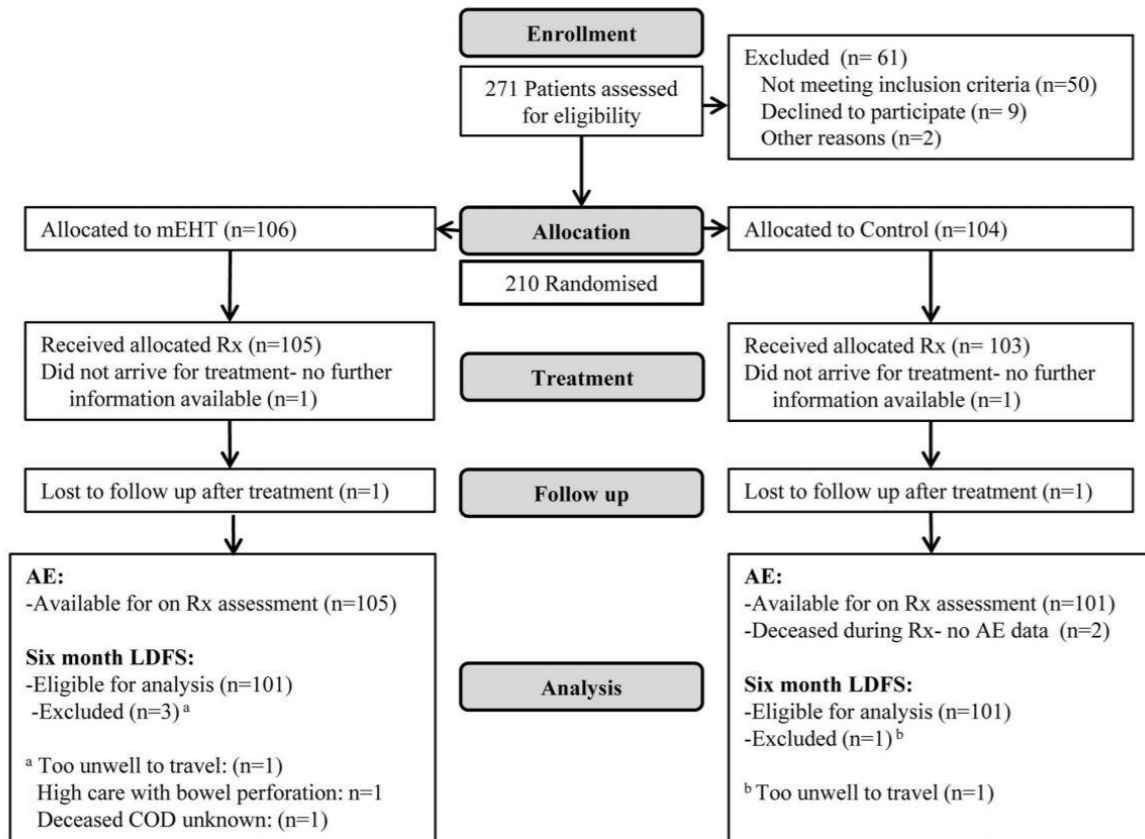 Enrollment
271 Patients assessed
for eligibility
Excluded (n= 61)
Not meeting inclusion criteria (n=50)
Declined to participate (n= 9)
Other reasons (n=2)
Allocated to mEHT (n=106)
Allocation
210 Randomised
Allocated to Control (n=104)
Received allocated Rx (n=105)
Did not arrive for treatment- no further
information available (n=1)
Treatment
Received allocated Rx (n= 103)
Did not arrive for treatment- no further
information available (n=1)
Lost to follow up after treatment (n=1)
Follow up
Lost to follow up after treatment (n=1)
AE:
-Available for on Rx assessment (n=105)
Six month LDFS:
-Eligible for analysis (n=101)
-Excluded (n=3) a
a Too unwell to travel: (n=1)
High care with bowel perforation: n=1
Deceased COD unknown: (n=1)
Analysis
AE:
-Available for on Rx assessment (n=101)
-Deceased during Rx- no AE data (n=2)
Six month LDFS:
-Eligible for analysis (n=101)
-Excluded (n=1) b
b Too unwell to travel (n=1)